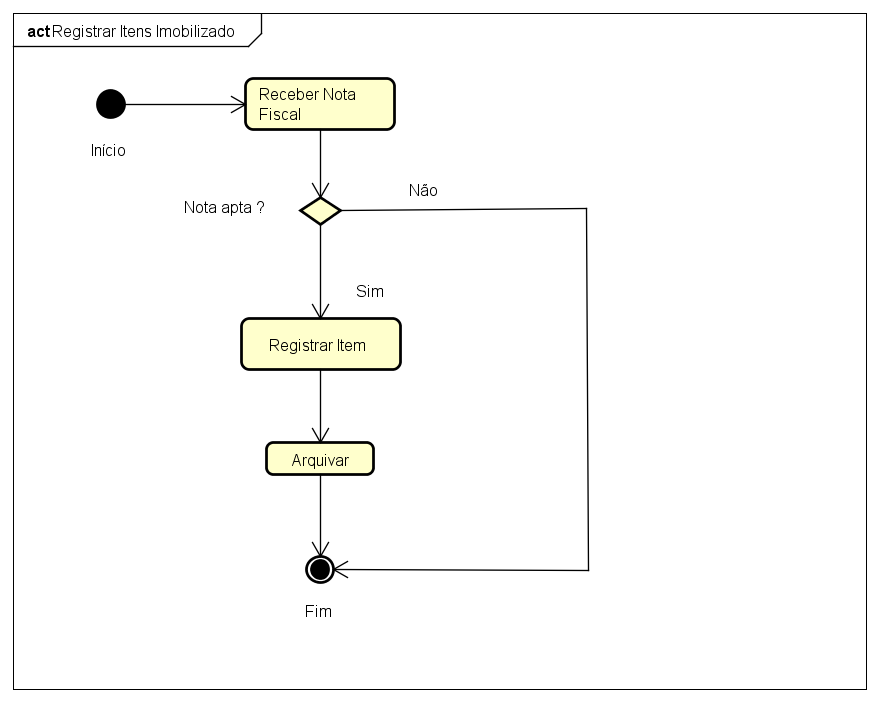 act Registrar Itens Imobilizado
Receber Nota
Fiscal
Início
Não
Nota apta ?
Sim
Registrar Item
Arquivar
Fim